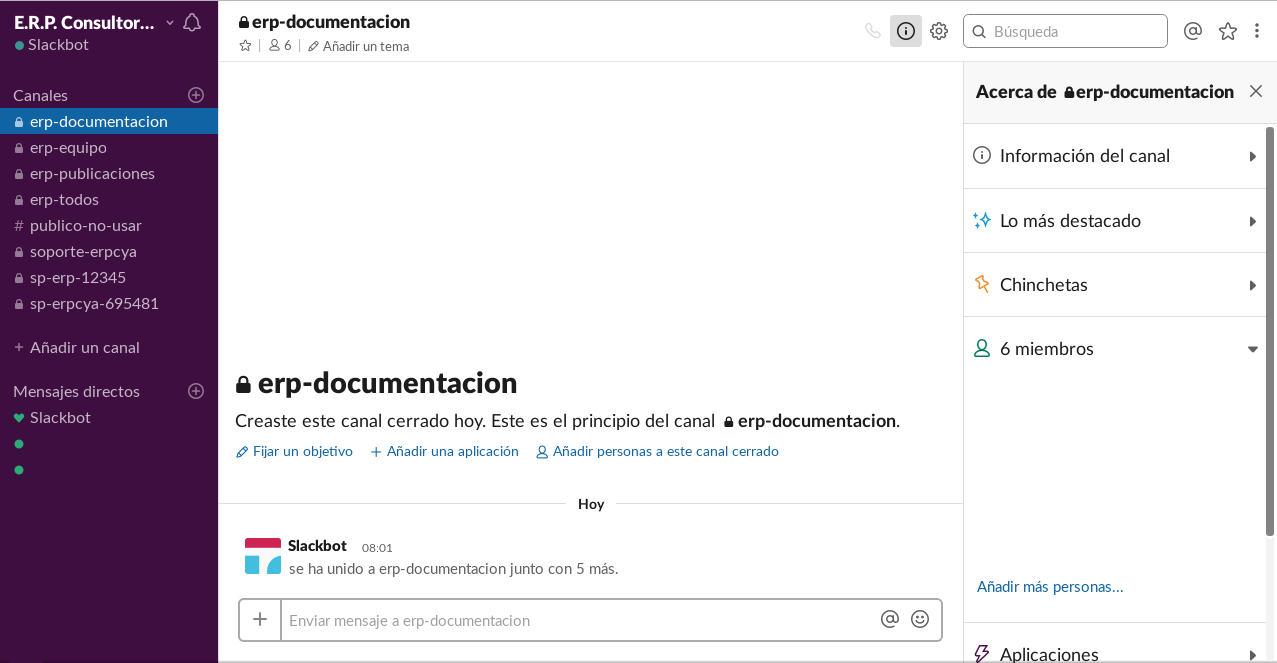 E.R.P. Consultor...
Slackbot
Canales
erp-documentacion
erp-equipo
erp-publicaciones
erp-todos
# publico-no-usar
soporte-erpcya
sp-erp-12345
sp-erpcya-695481
+ Añadir un canal
Mensajes directos
Slackbot
erp-documentacion
6
Añadir un tema
Búsqueda
erp-documentacion
Creaste este canal cerrado hoy. Este es el principio del canal erp-documentacion.
Fijar un objetivo + Añadir una aplicación Añadir personas a este canal cerrado
Hoy
Slackbot 08:01
se ha unido a erp-documentacion junto con 5 más.
Enviar mensaje a erp-documentacion
Acerca de erp-documentacion
Información del canal
Lo más destacado
Chinchetas
6 miembros
Añadir más personas...
Aplicaciones